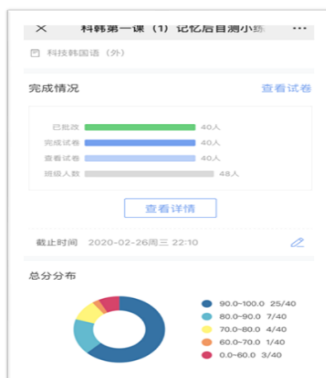 科韩第一课（1）记忆后自测小练
科技韩国语（外）
完成情况 查看试卷
已批改 40人
完成试卷 40人
查看试卷 40人
班级人数 48人
查看详情
截止时间 2020-02-26周三 22:10
总分分布
90.0-100.0 25/40
80.0-90.0 7/40
70.0-80.0 4/40
60.0-70.0 1/40
0.0-60.0 3/40